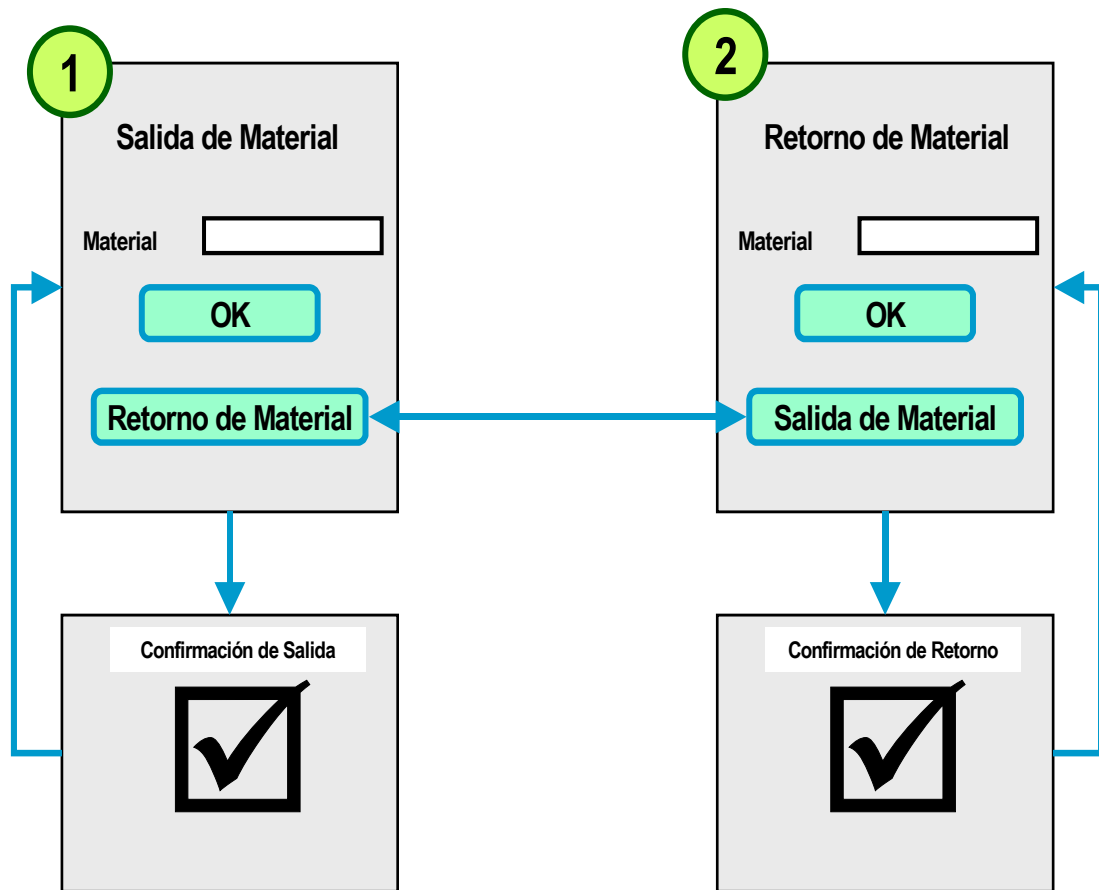 1
Salida de Material
Material
OK
Retorno de Material
Confirmación de Salida
2
Retorno de Material
Material
OK
Salida de Material
Confirmación de Retorno